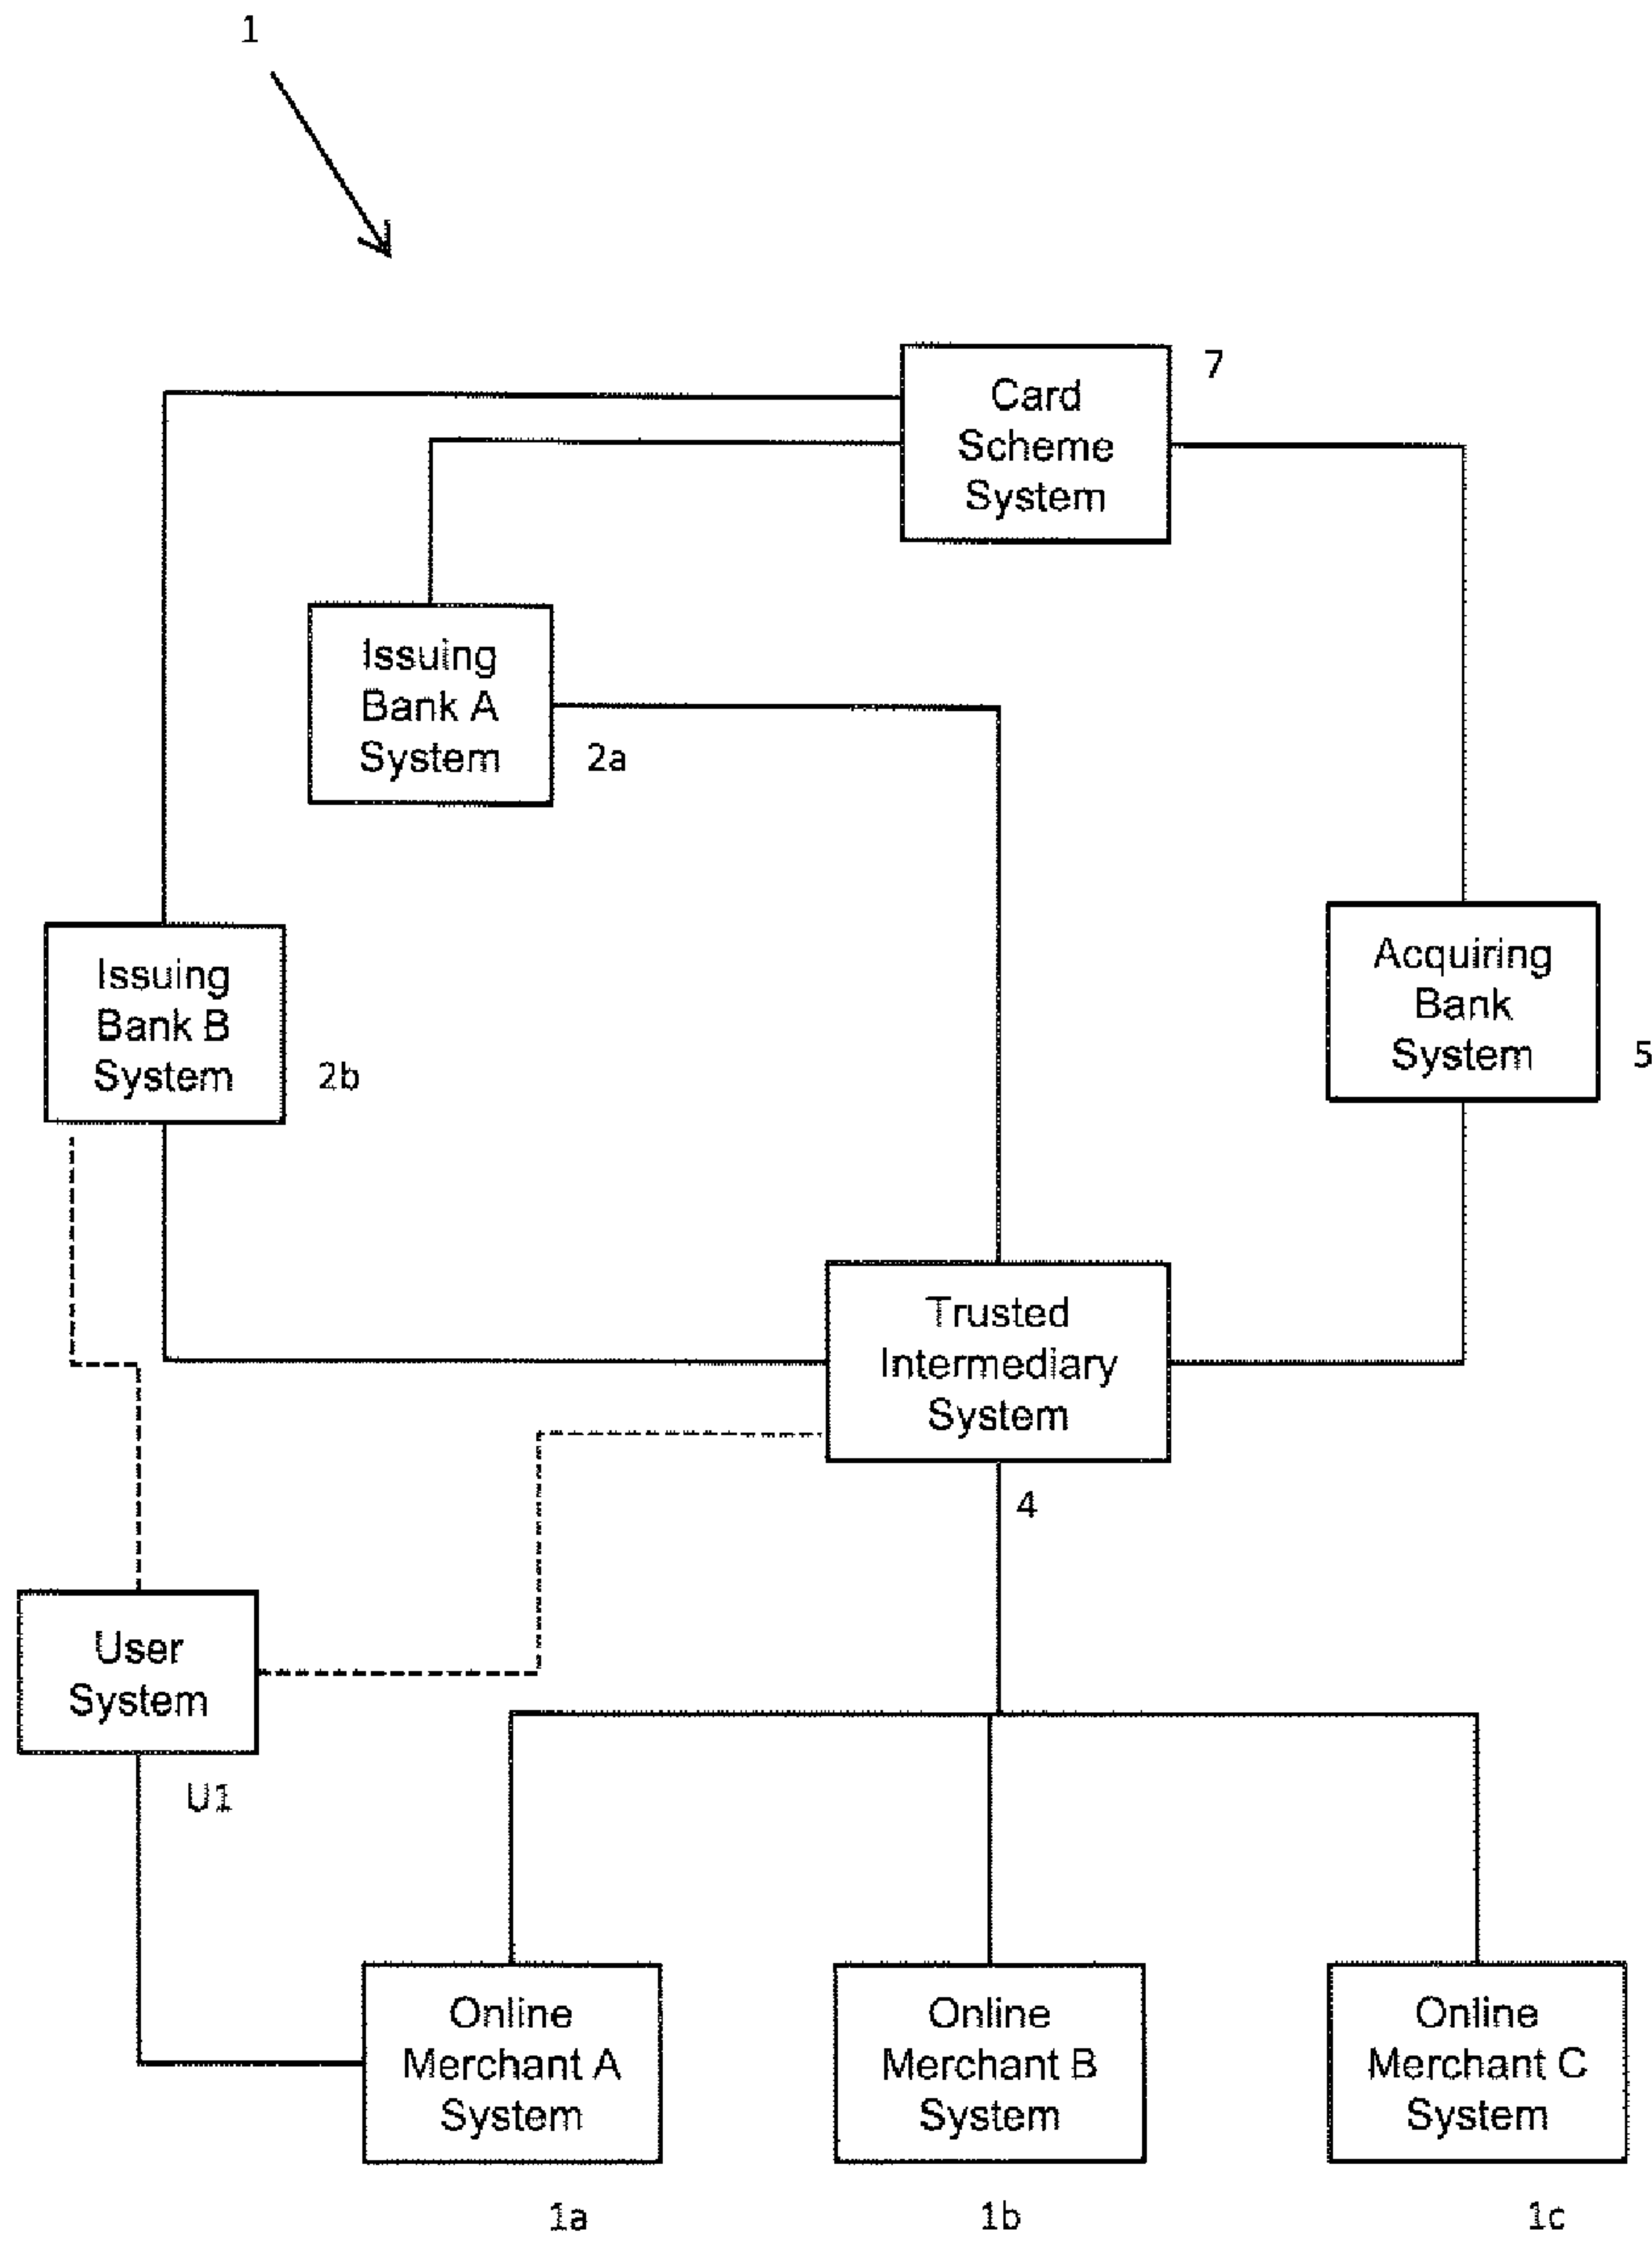 1
Card
Scheme
System
7
Issuing
Bank A
System
2a
Issuing
Bank B
System
2b
Acquiring
Bank
System
5
Trusted
Intermediary
System
4
User
System
U1
Online
Merchant A
System
1a
Online
Merchant B
System
1b
Online
Merchant C
System
1c